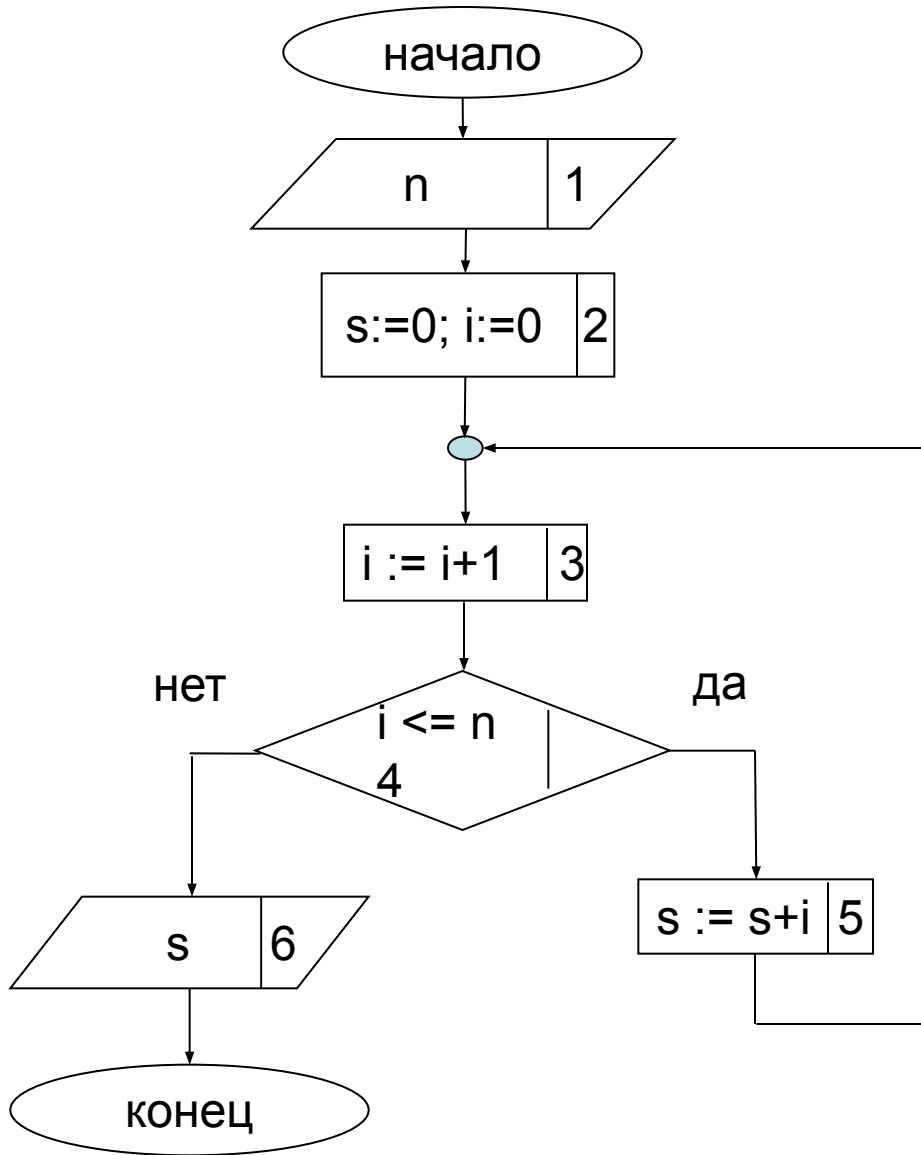 начало
n 1
s:=0; i:=0 2
i := i+1 3
нет
да
i <= n
4
s := s+i 5
s 6
конец